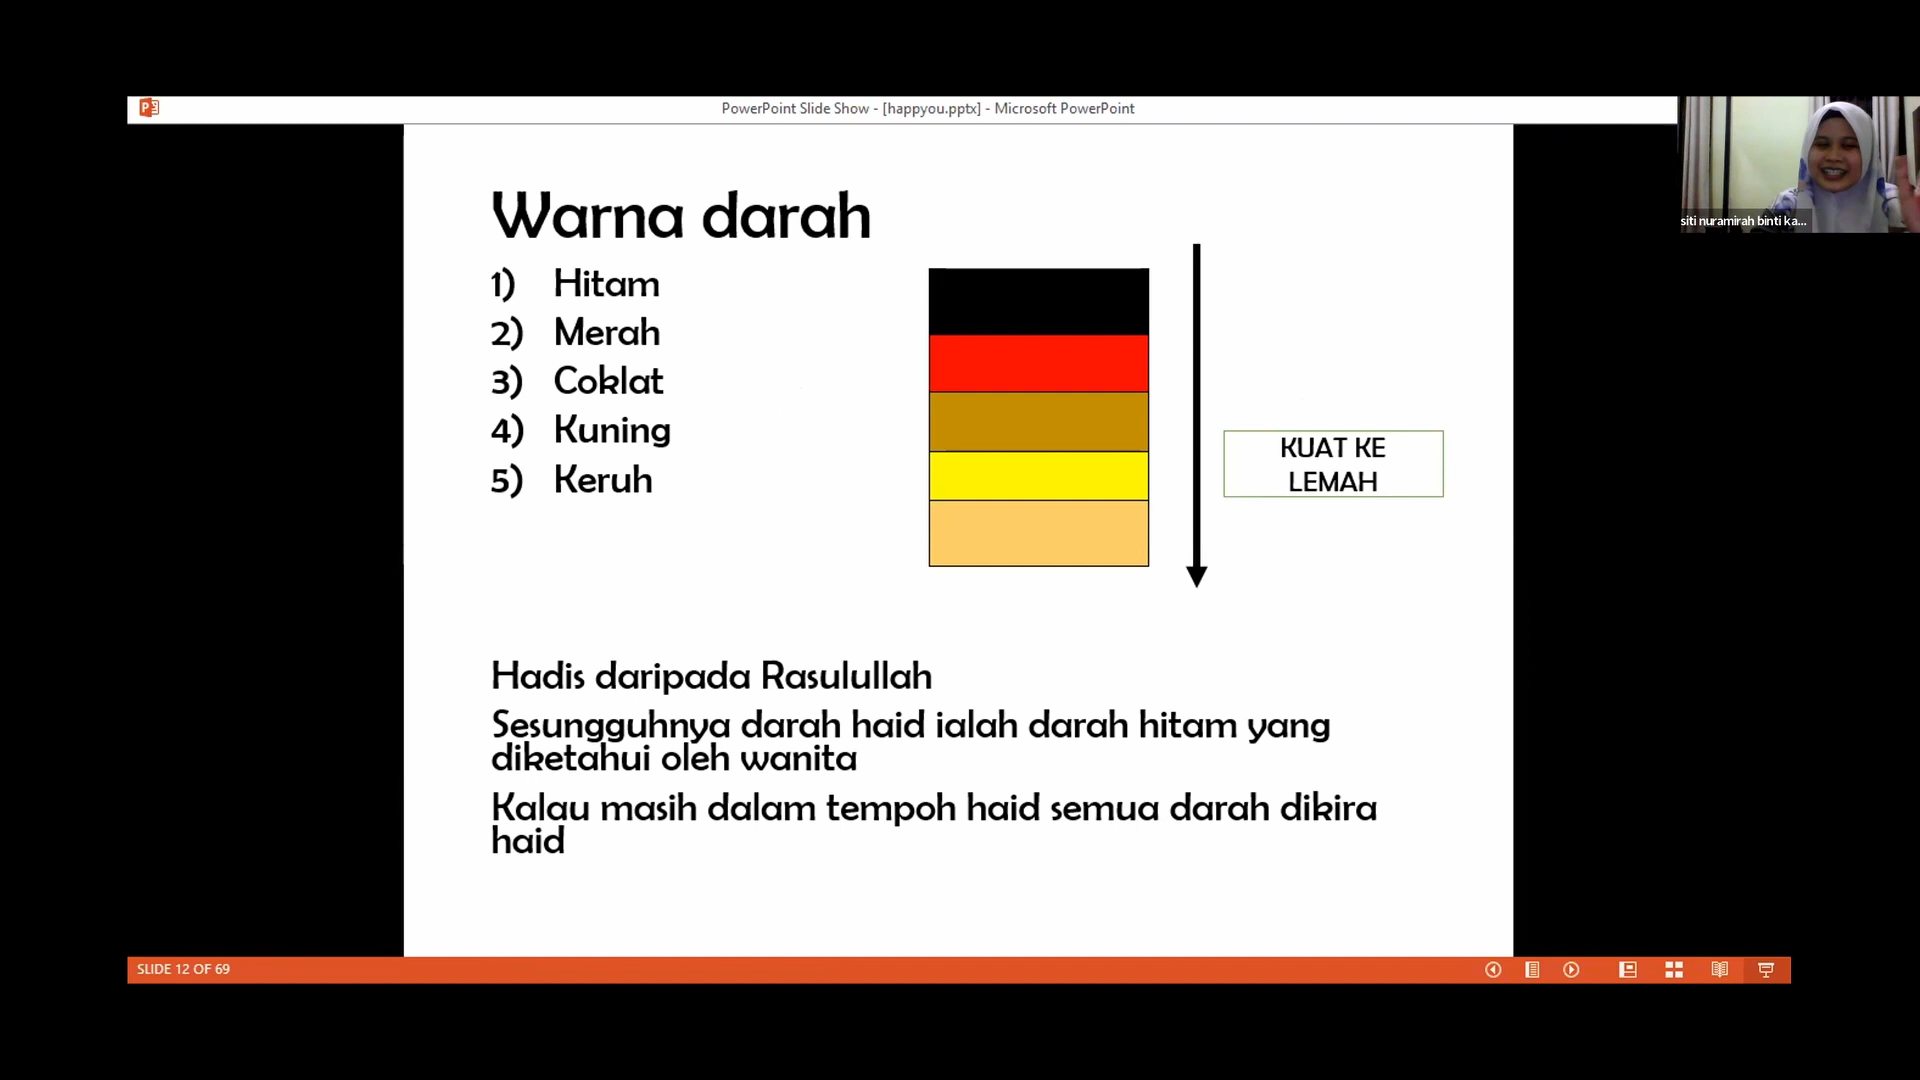 PowerPoint Slide Show - [happyou.pptx] - Microsoft PowerPoint
siti nuramirah binti ka...
Warna darah
1) Hitam
2) Merah
3) Coklat
4) Kuning
5) Keruh
KUAT KE
LEMAH
Hadis daripada Rasulullah
Sesungguhnya darah haid ialah darah hitam yang
diketahui oleh wanita
Kalau masih dalam tempoh haid semua darah dikira
haid
SLIDE 12 OF 69